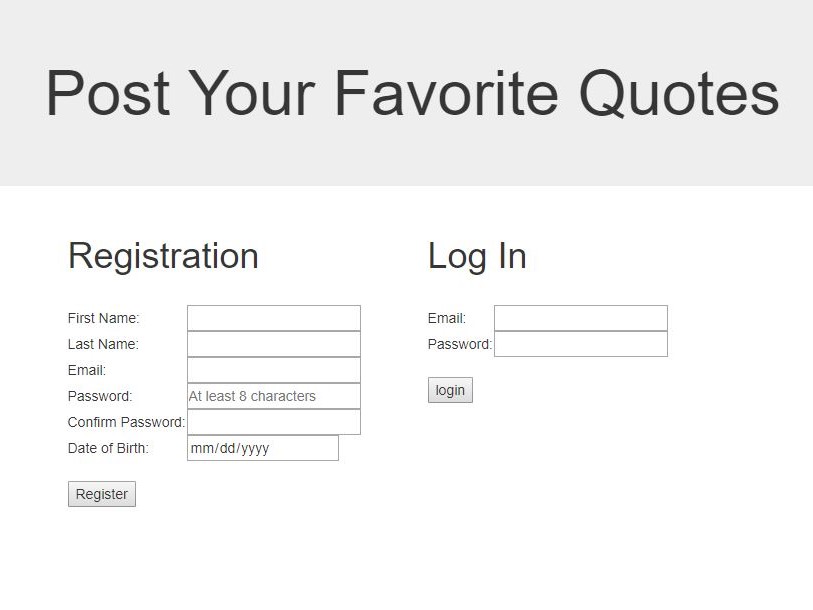 Post Your Favorite Quotes
Registration
First Name:
Last Name:
Email:
Password: At least 8 characters
Confirm Password:
Date of Birth: mm/dd/yyyy
Register
Log In
Email:
Password:
login